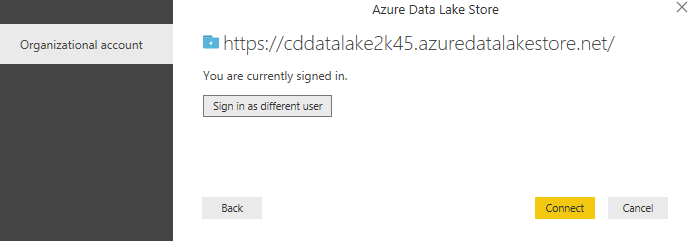 Azure Data Lake Store
Organizational account
https://cddatalake2k45.azuredatalakestore.net/
You are currently signed in.
Sign in as different user
Back
Connect
Cancel